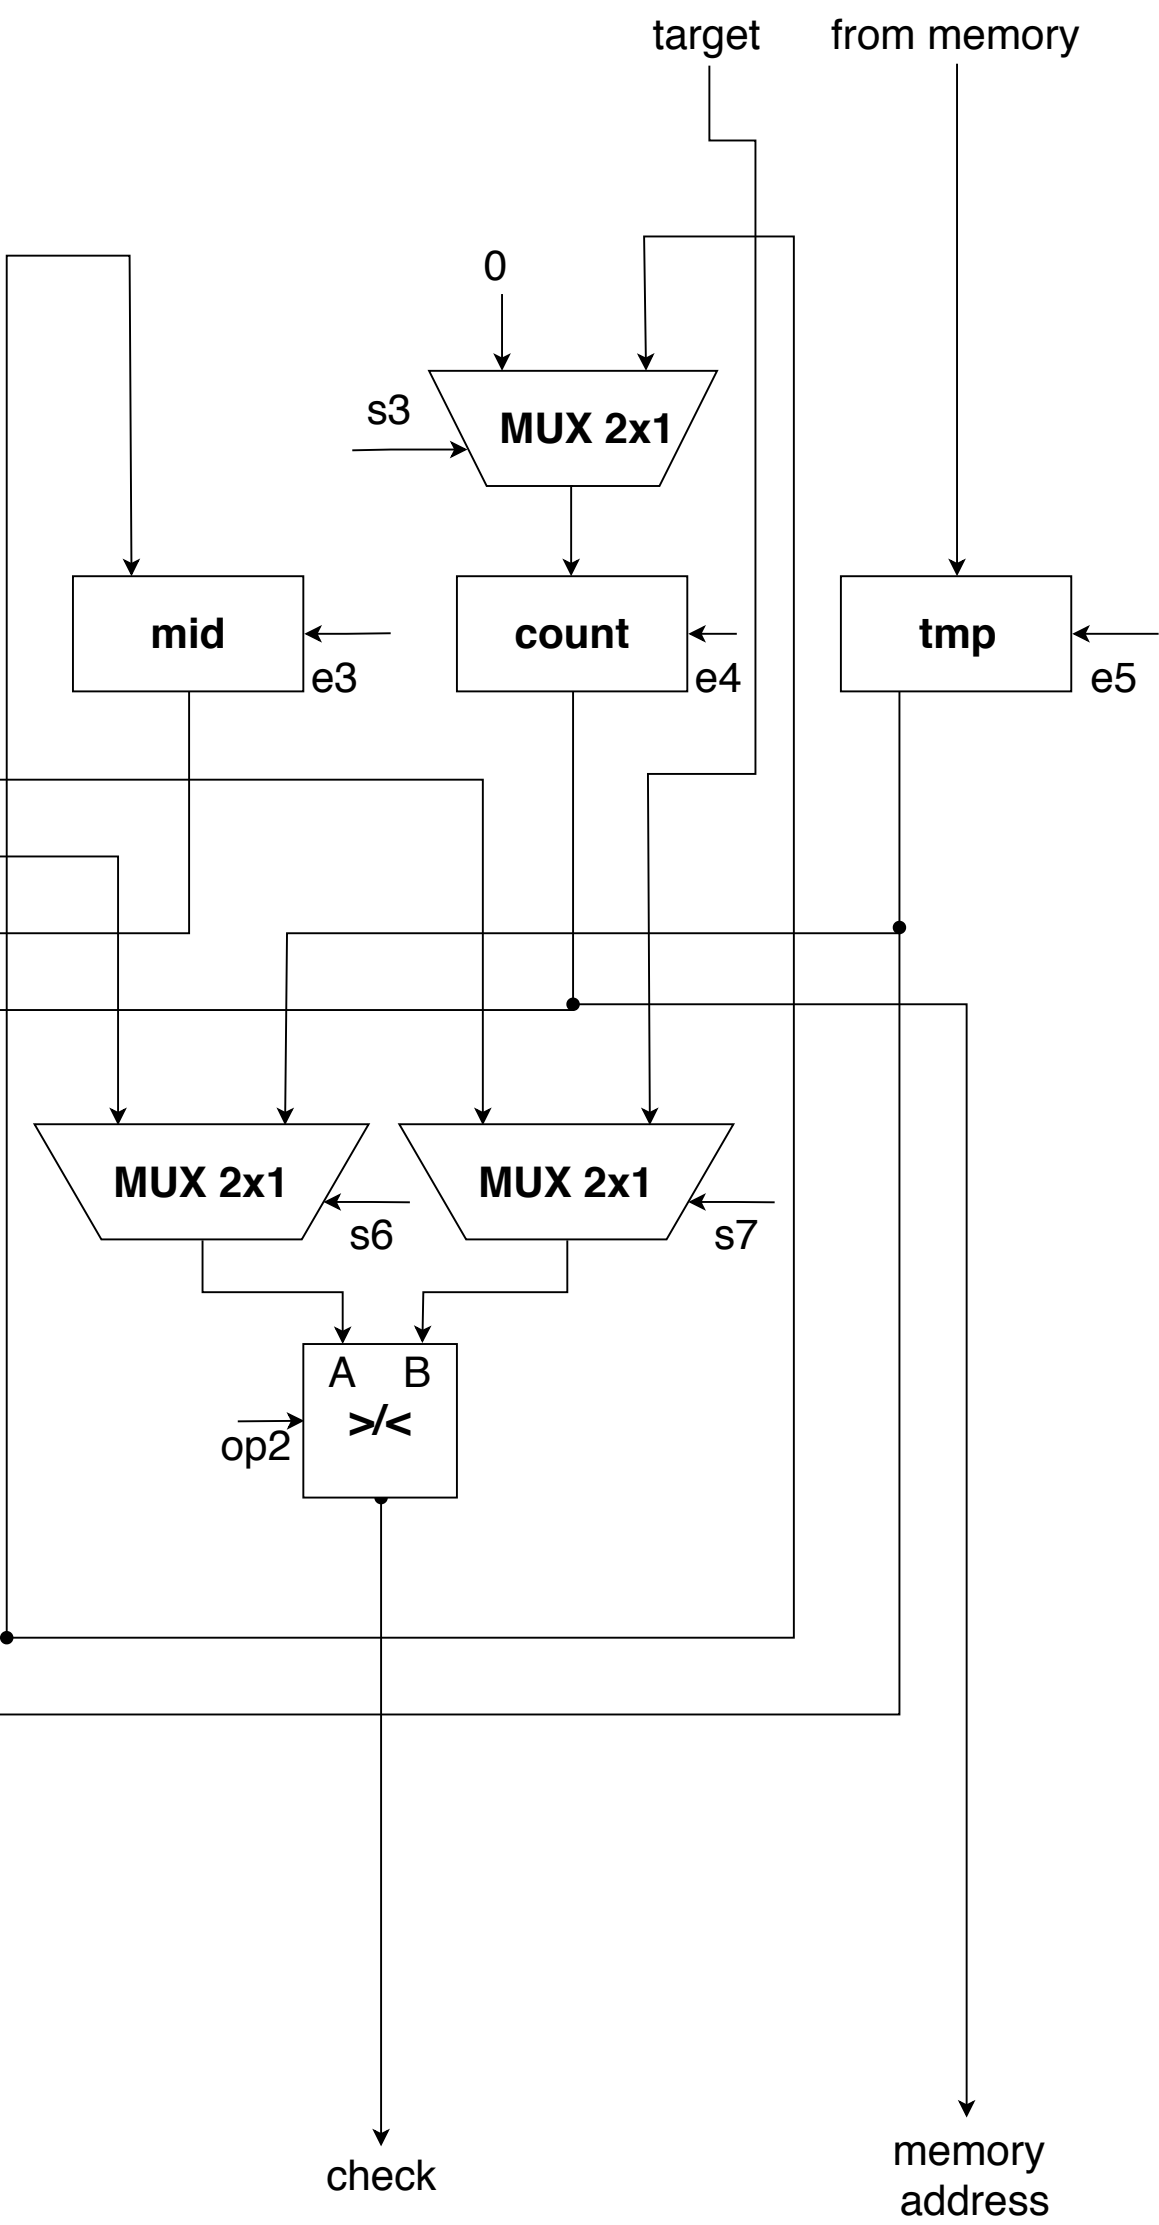 target
from memory
0
s3
MUX 2x1
mid
count
tmp
e3
e4
e5
MUX 2x1
MUX 2x1
s6
s7
A
B
>/<
op2
check
memory
address